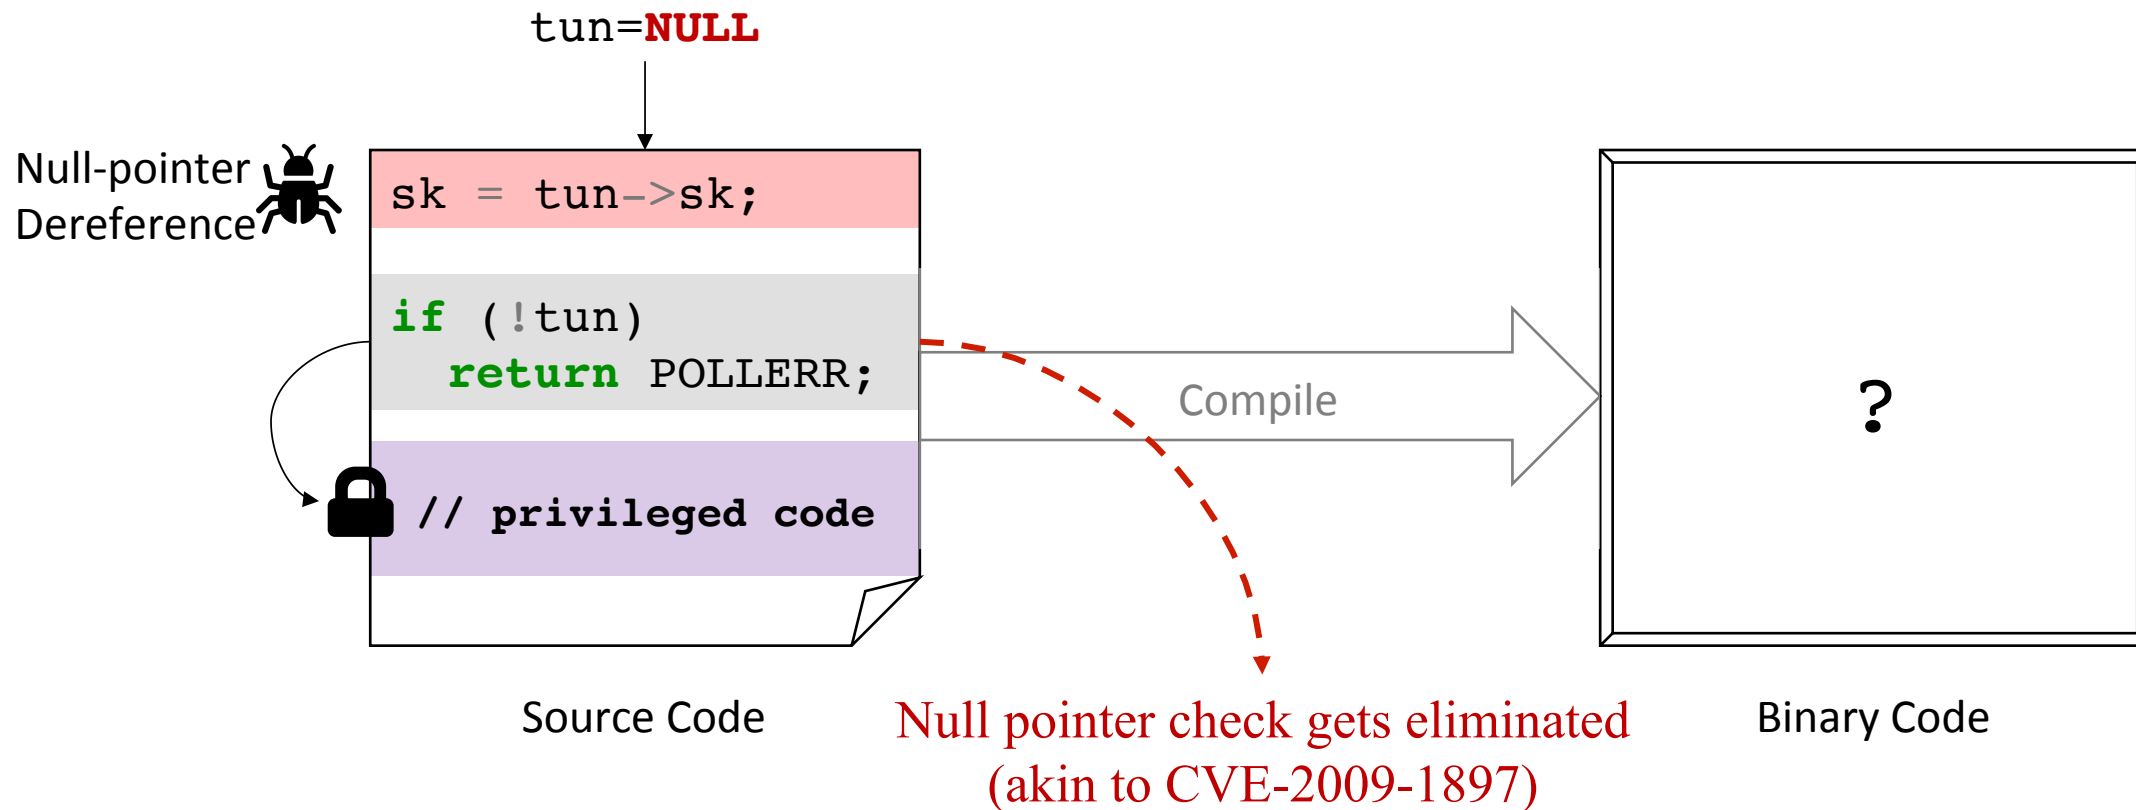 tun=NULL
Null-pointer
Dereference
sk = tun->sk;
if (!tun)
return POLLERR;
// privileged code
Compile
?
Source Code
Null pointer check gets eliminated
(akin to CVE-2009-1897)
Binary Code